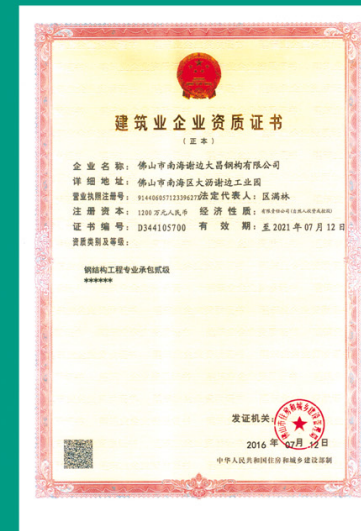 建筑业企业资质证书
（正本）
企业名称：佛山市南海谢边大昌钢构有限公司
详细地址：佛山市南海区大沥谢边工业园
营业执照注册号： 法定代表人：区满林
注册资本：1200万元人民币 经济性质：
证书编号：D344105700 有效期：至2021年07月12日
资质类别及等级：
钢结构工程专业承包贰级
******
发证机关：
2016年07月12日
中华人民共和国住房和城乡建设部制